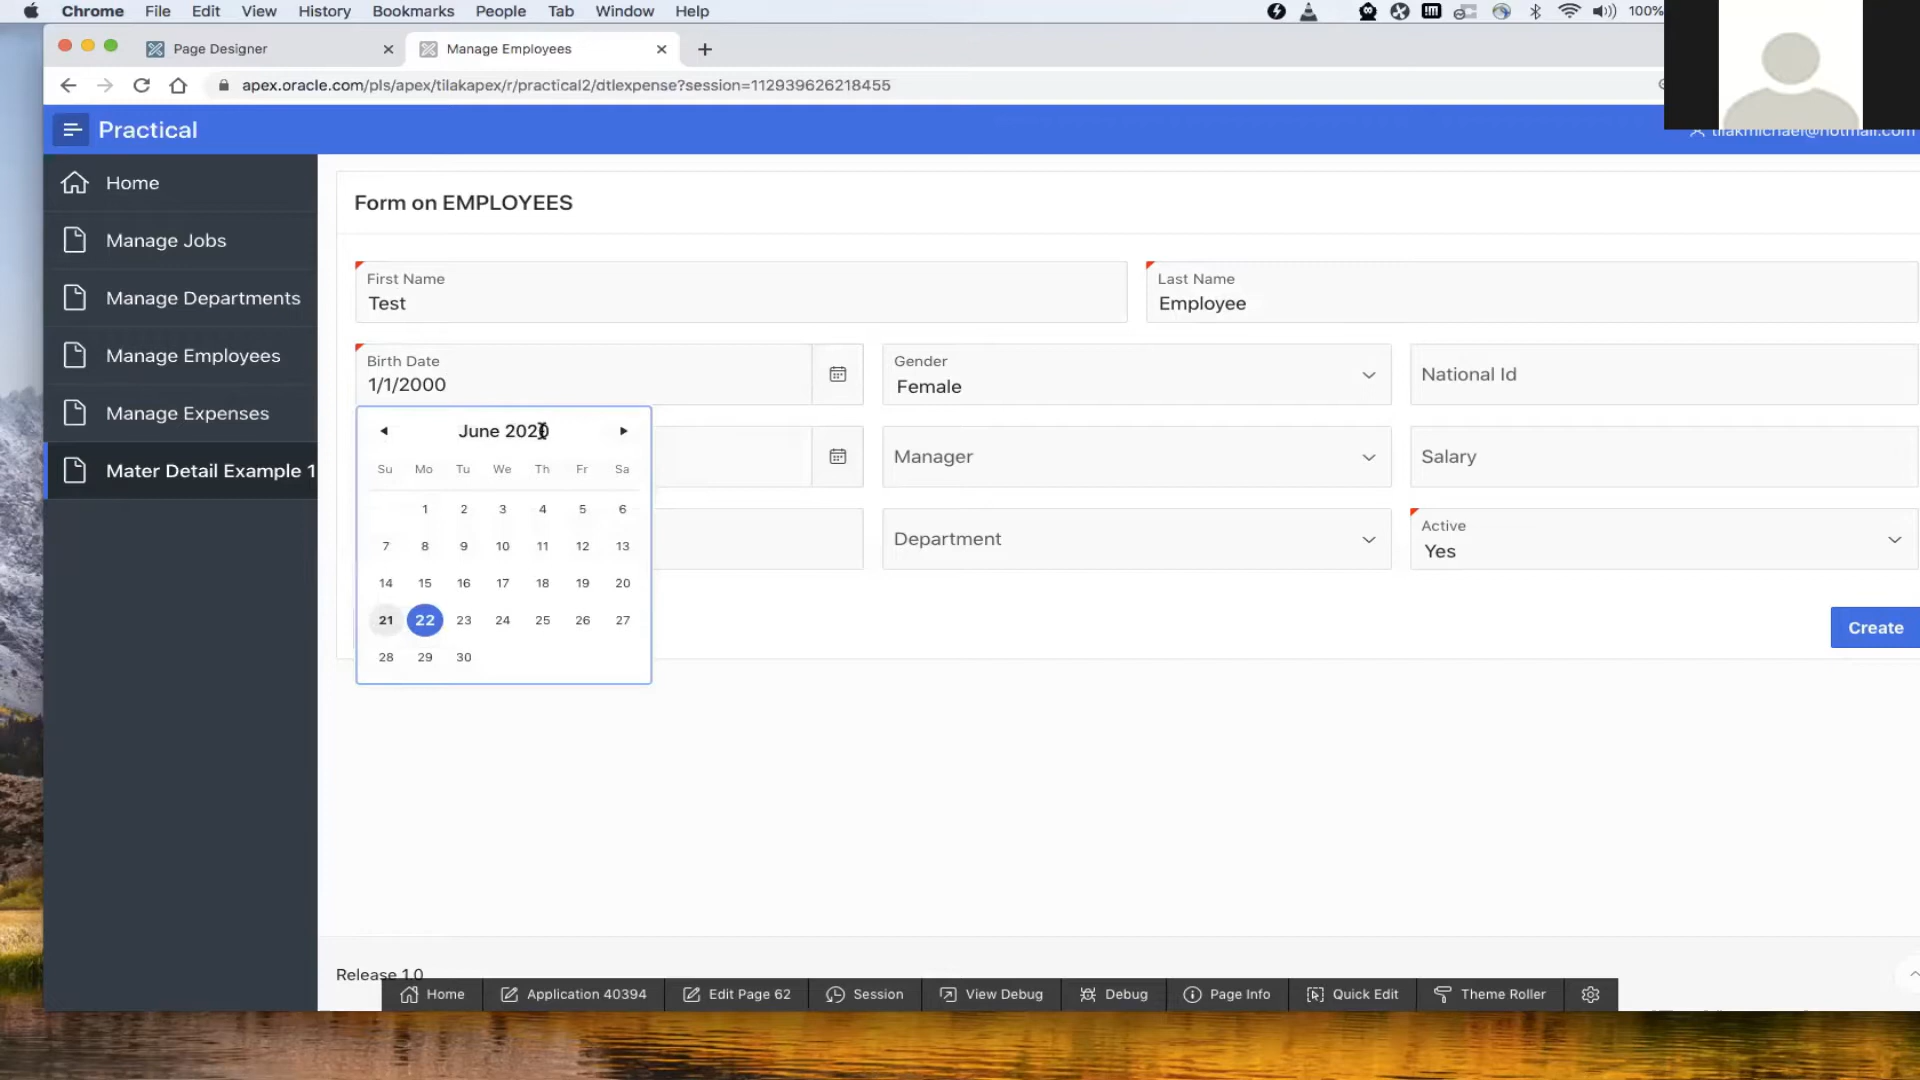 Chrome File Edit View History Bookmarks People Tab Window Help 100%
Page Designer
Manage Employees
apex.oracle.com/pls/apex/tilakapex/r/practical2/dtlexpense?session=112939626218455
Practical
tilakmichael@hotmail.com
Home
Manage Jobs
Manage Departments
Manage Employees
Manage Expenses
Mater Detail Example 1
Form on EMPLOYEES
First Name
Test
Last Name
Employee
Birth Date
1/1/2000
Gender
Female
National Id
June 2020
Su Mo Tu We Th Fr Sa
1 2 3 4 5 6
7 8 9 10 11 12 13
14 15 16 17 18 19 20
21 22 23 24 25 26 27
28 29 30
Manager
Salary
Department
Active
Yes
Create
Release 1.0
Home Application 40394 Edit Page 62 Session View Debug Debug Page Info Quick Edit Theme Roller